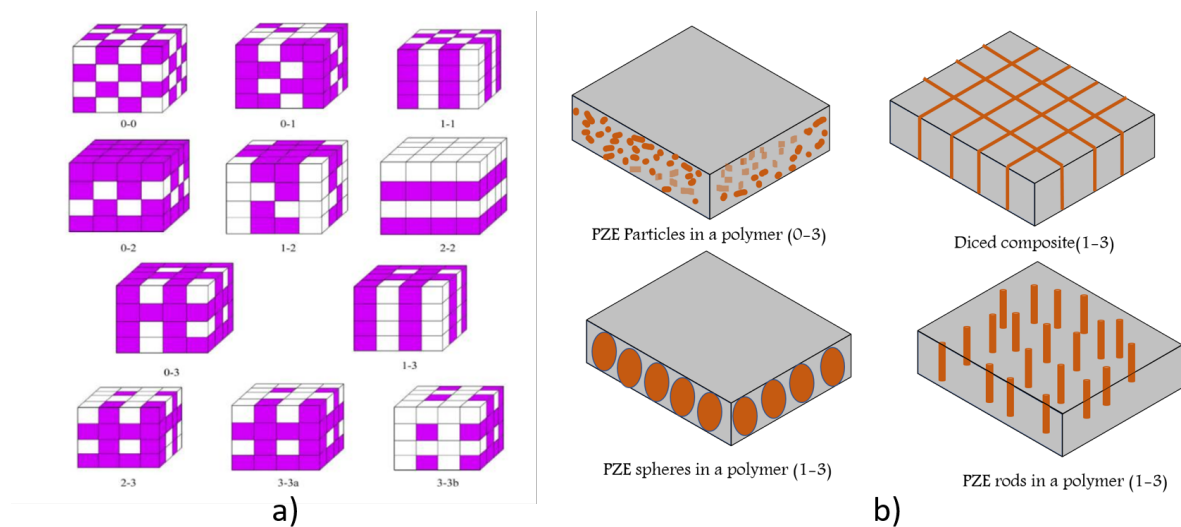 0-0
0-1
1-1
0-2
1-2
2-2
0-3
1-3
2-3
3-3a
3-3b
a)
PZE Particles in a polymer (0-3)
Diced composite(1-3)
PZE spheres in a polymer (1-3)
PZE rods in a polymer (1-3)
b)